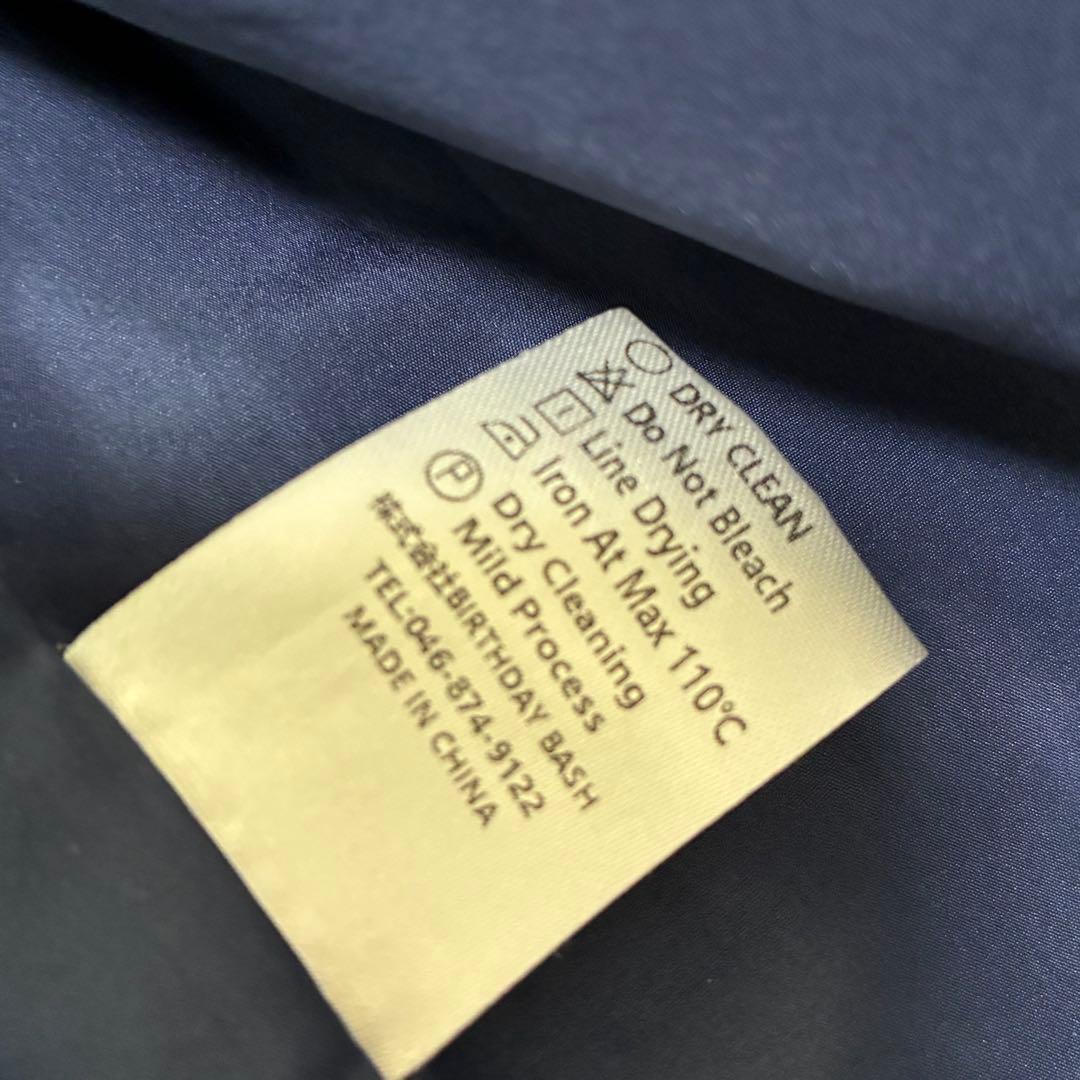 DRY CLEAN
Do Not Bleach
Line Drying
Iron At Max 110℃
P Dry Cleaning
Mild Process
株式会社BIRTHDAY BASH
TEL:046-874-9122
MADE IN CHINA